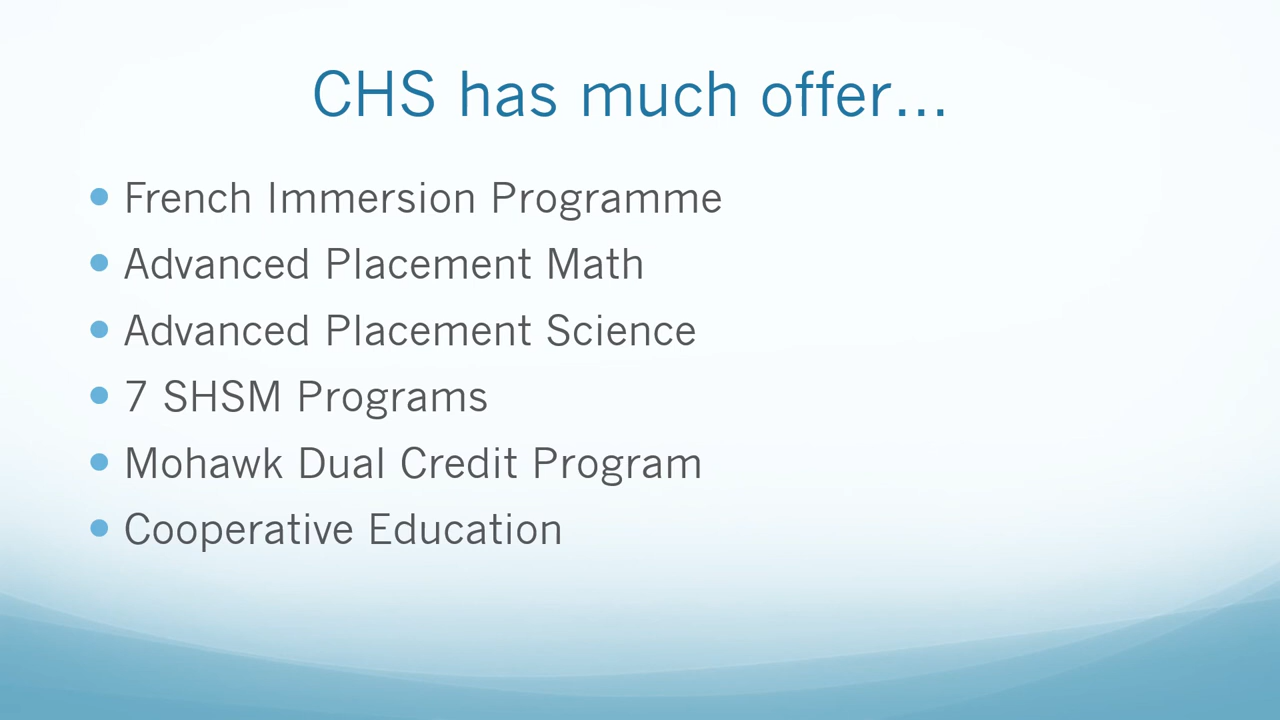 CHS has much offer...
• French Immersion Programme
• Advanced Placement Math
• Advanced Placement Science
• 7 SHSM Programs
• Mohawk Dual Credit Program
• Cooperative Education